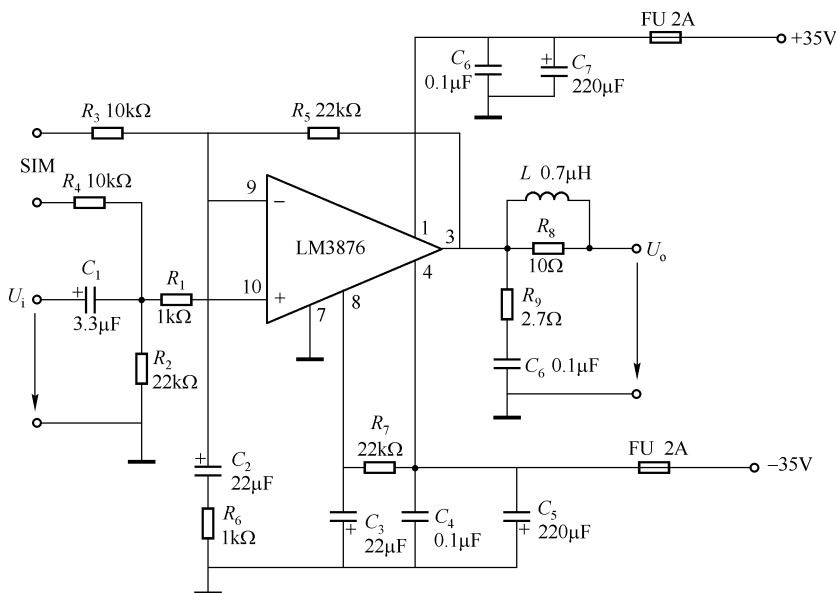 FU 2A
+35V
C6
0.1μF
C7
220μF
+
R3 10kΩ
R5 22kΩ
SIM
R4 10kΩ
L 0.7μH
9
−
1
3
LM3876
R8
10Ω
Uo
4
Ui
+
C1
3.3μF
R1
1kΩ
10
+
8
7
R9
2.7Ω
R2
22kΩ
C6 0.1μF
R7
22kΩ
FU 2A
−35V
+
C2
22μF
R6
1kΩ
C3
22μF
+
C4
0.1μF
C5
220μF
+